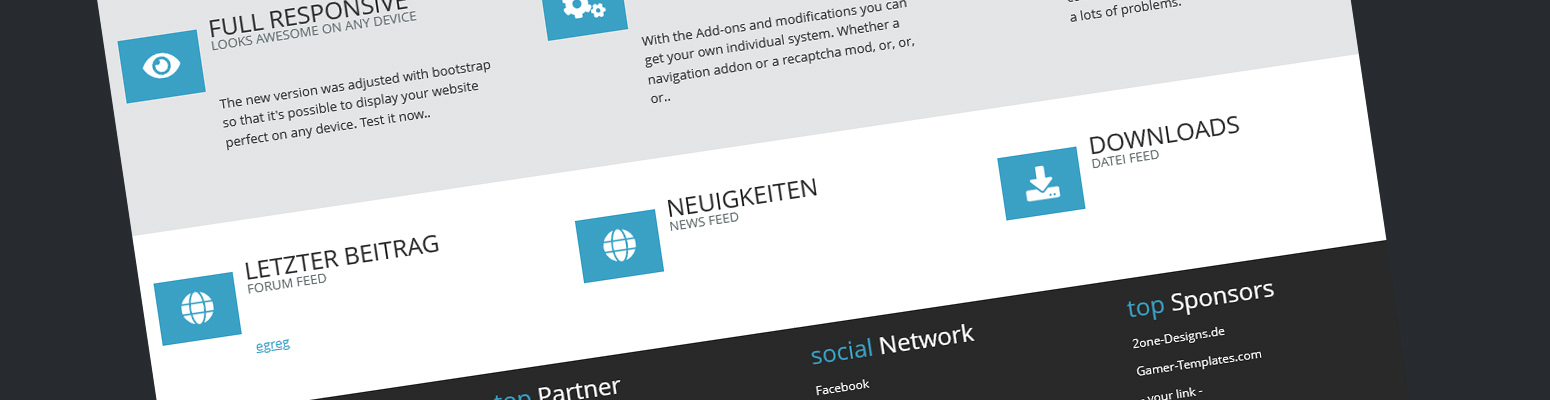 FULL RESPONSIVE
LOOKS AWESOME ON ANY DEVICE
The new version was adjusted with bootstrap
so that it's possible to display your website
perfect on any device. Test it now..
With the Add-ons and modifications you can
get your own individual system. Whether a
navigation addon or a recaptcha mod, or, or,
or..
a lots of problems.
LETZTER BEITRAG
FORUM FEED
egreg
NEUIGKEITEN
NEWS FEED
DOWNLOADS
DATEI FEED
top Partner
social Network
Facebook
top Sponsors
2one-Designs.de
Gamer-Templates.com
your link -